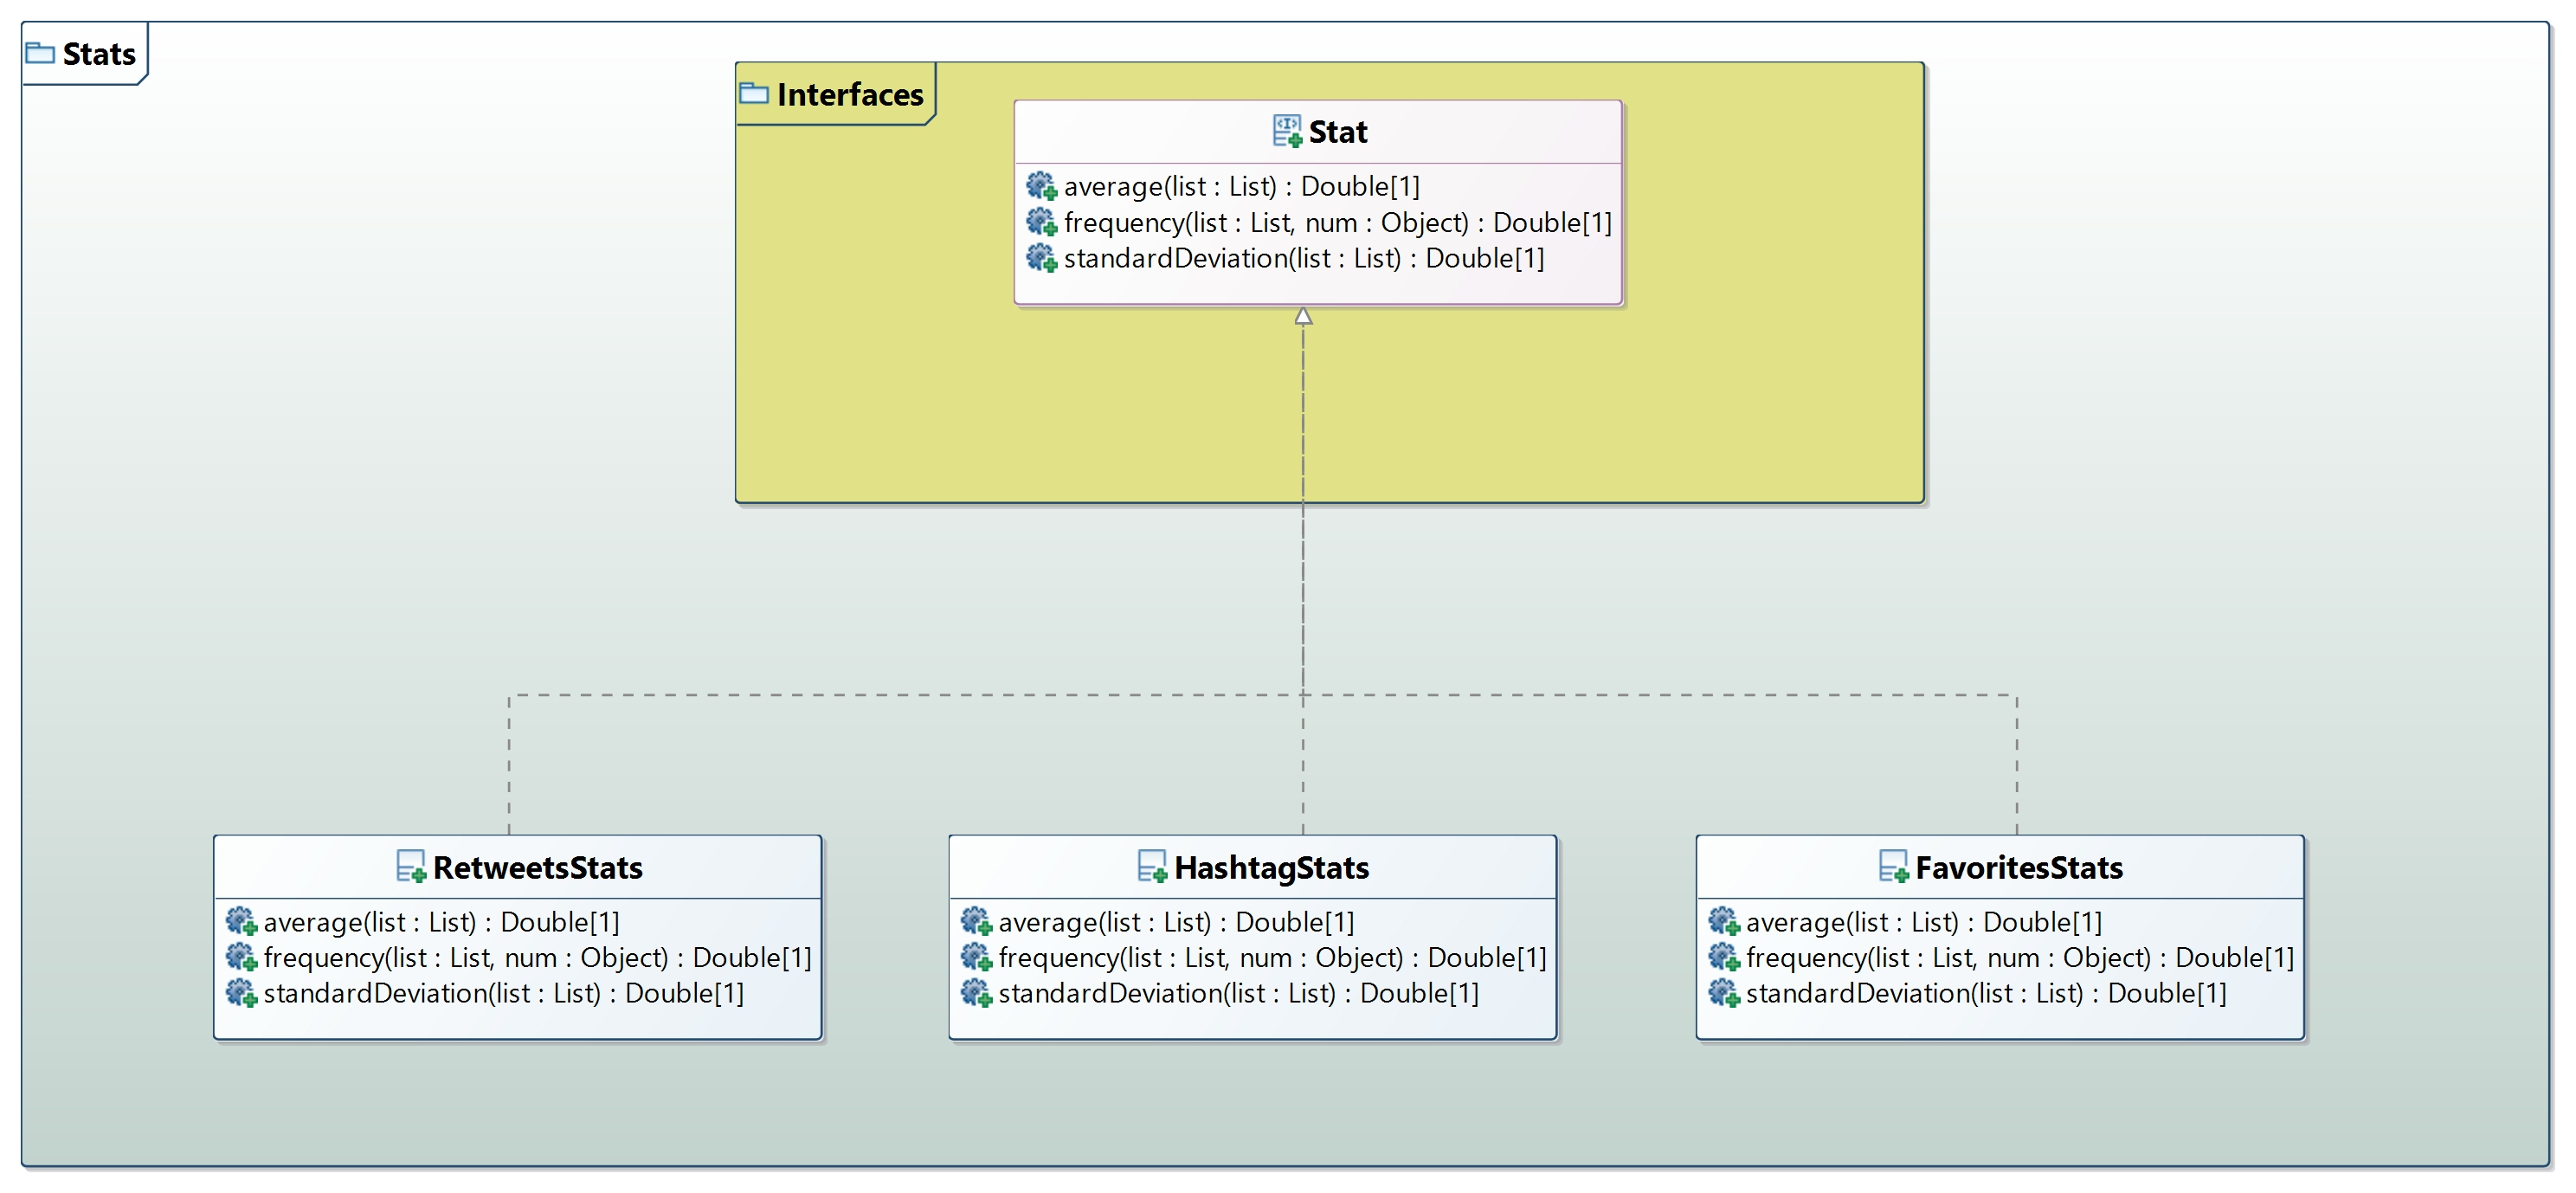 Stats
Interfaces
Stat
average(list : List) : Double[1]
frequency(list : List, num : Object) : Double[1]
standardDeviation(list : List) : Double[1]
RetweetsStats
average(list : List) : Double[1]
frequency(list : List, num : Object) : Double[1]
standardDeviation(list : List) : Double[1]
HashtagStats
average(list : List) : Double[1]
frequency(list : List, num : Object) : Double[1]
standardDeviation(list : List) : Double[1]
FavoritesStats
average(list : List) : Double[1]
frequency(list : List, num : Object) : Double[1]
standardDeviation(list : List) : Double[1]